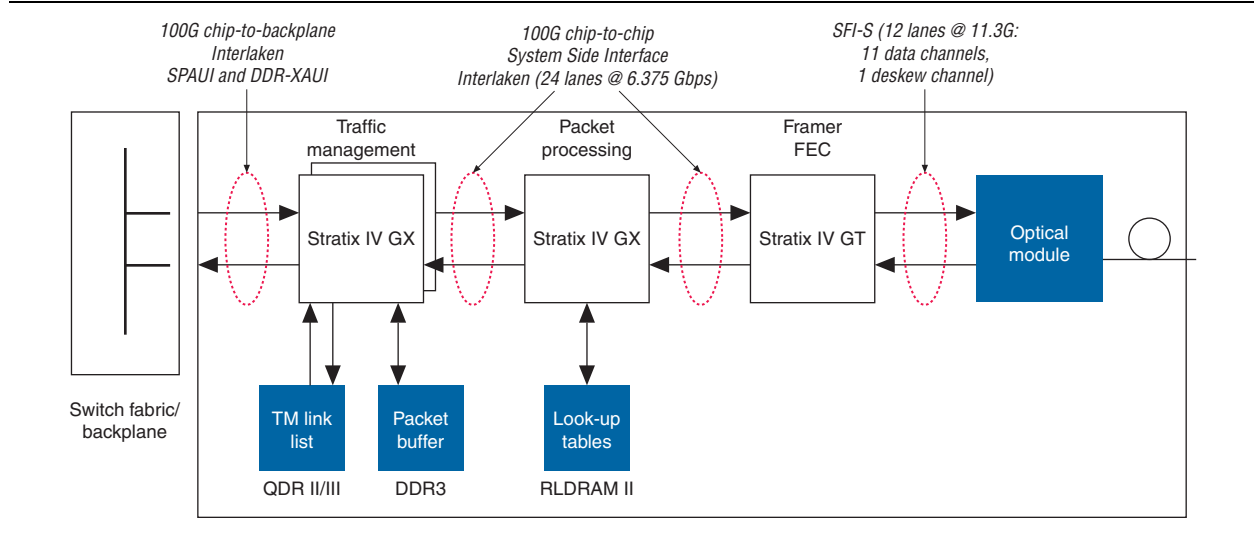 100G chip-to-backplane
Interlaken
SPAUI and DDR-XAUI
100G chip-to-chip
System Side Interface
Interlaken (24 lanes @ 6.375 Gbps)
SFI-S (12 lanes @ 11.3G:
11 data channels,
1 deskew channel)
Traffic
management
Packet
processing
Framer
FEC
Stratix IV GX
Stratix IV GX
Stratix IV GT
Optical
module
Switch fabric/
backplane
TM link
list
Packet
buffer
Look-up
tables
QDR II/III
DDR3
RLDRAM II